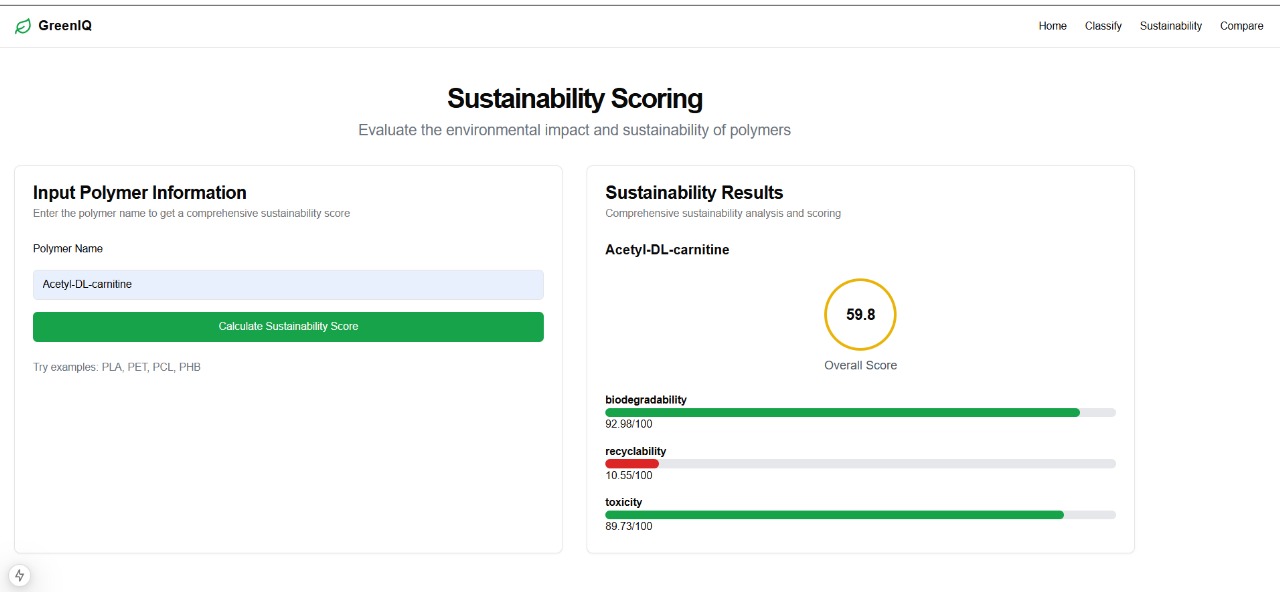 GreenIQ
Home Classify Sustainability Compare
Sustainability Scoring
Evaluate the environmental impact and sustainability of polymers
Input Polymer Information
Enter the polymer name to get a comprehensive sustainability score
Polymer Name
Acetyl-DL-carnitine
Calculate Sustainability Score
Try examples: PLA, PET, PCL, PHB
Sustainability Results
Comprehensive sustainability analysis and scoring
Acetyl-DL-carnitine
59.8
Overall Score
biodegradability
92.98/100
recyclability
10.55/100
toxicity
89.73/100